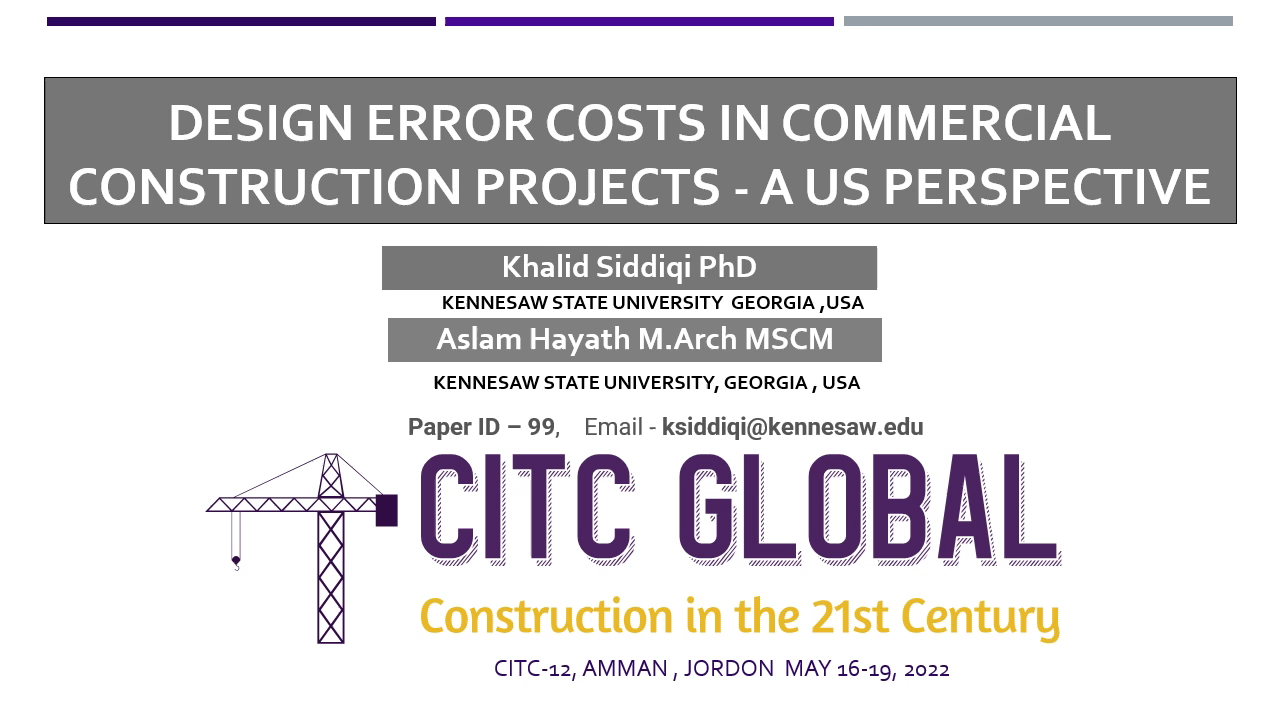 DESIGN ERROR COSTS IN COMMERCIAL
CONSTRUCTION PROJECTS - A US PERSPECTIVE
Khalid Siddiqi PhD
KENNESAW STATE UNIVERSITY  GEORGIA ,USA
Aslam Hayath M.Arch MSCM
KENNESAW STATE UNIVERSITY, GEORGIA , USA
Paper ID – 99,    Email - ksiddiqi@kennesaw.edu
CITC GLOBAL
Construction in the 21st Century
CITC-12, AMMAN , JORDON  MAY 16-19, 2022